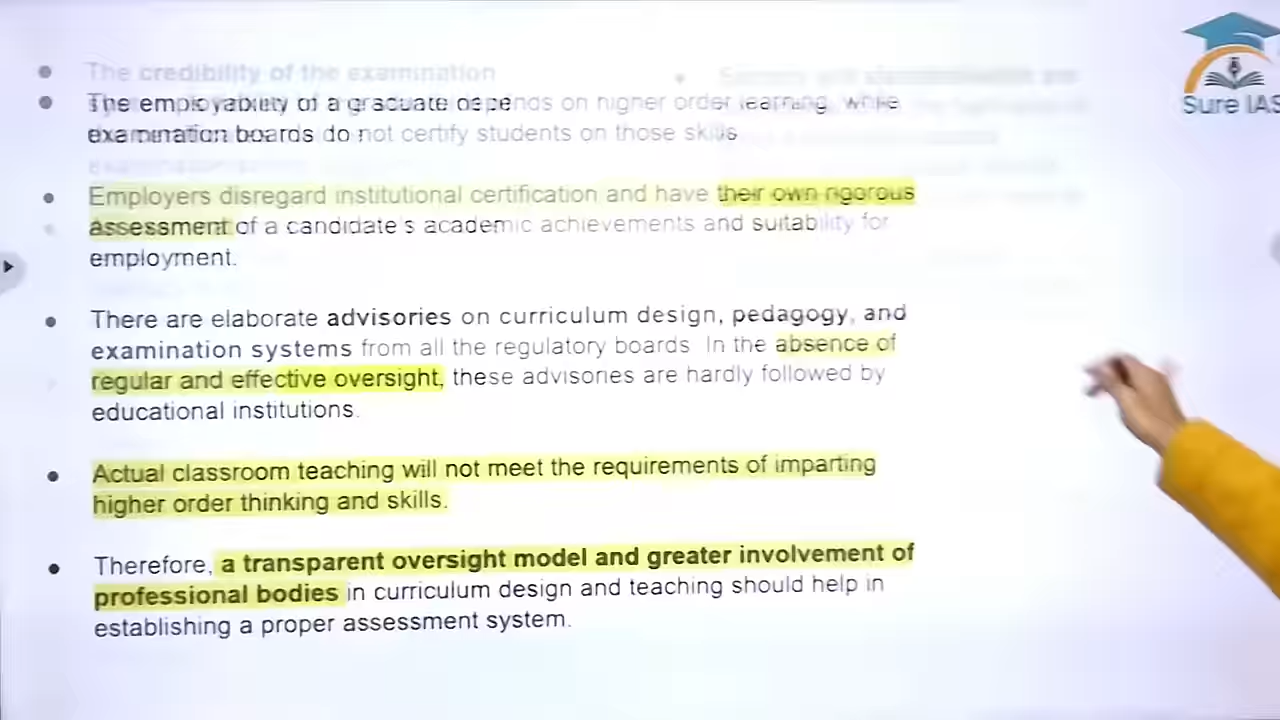 The credibility of the examination
Sure IAS
The employability of a graduate depends on higher order learning, while
examination boards do not certify students on those skills.
Employers disregard institutional certification and have their own rigorous
assessment of a candidate's academic achievements and suitability for
employment.
There are elaborate advisories on curriculum design, pedagogy, and
examination systems from all the regulatory boards. In the absence of
regular and effective oversight, these advisories are hardly followed by
educational institutions.
Actual classroom teaching will not meet the requirements of imparting
higher order thinking and skills.
Therefore, a transparent oversight model and greater involvement of
professional bodies in curriculum design and teaching should help in
establishing a proper assessment system.